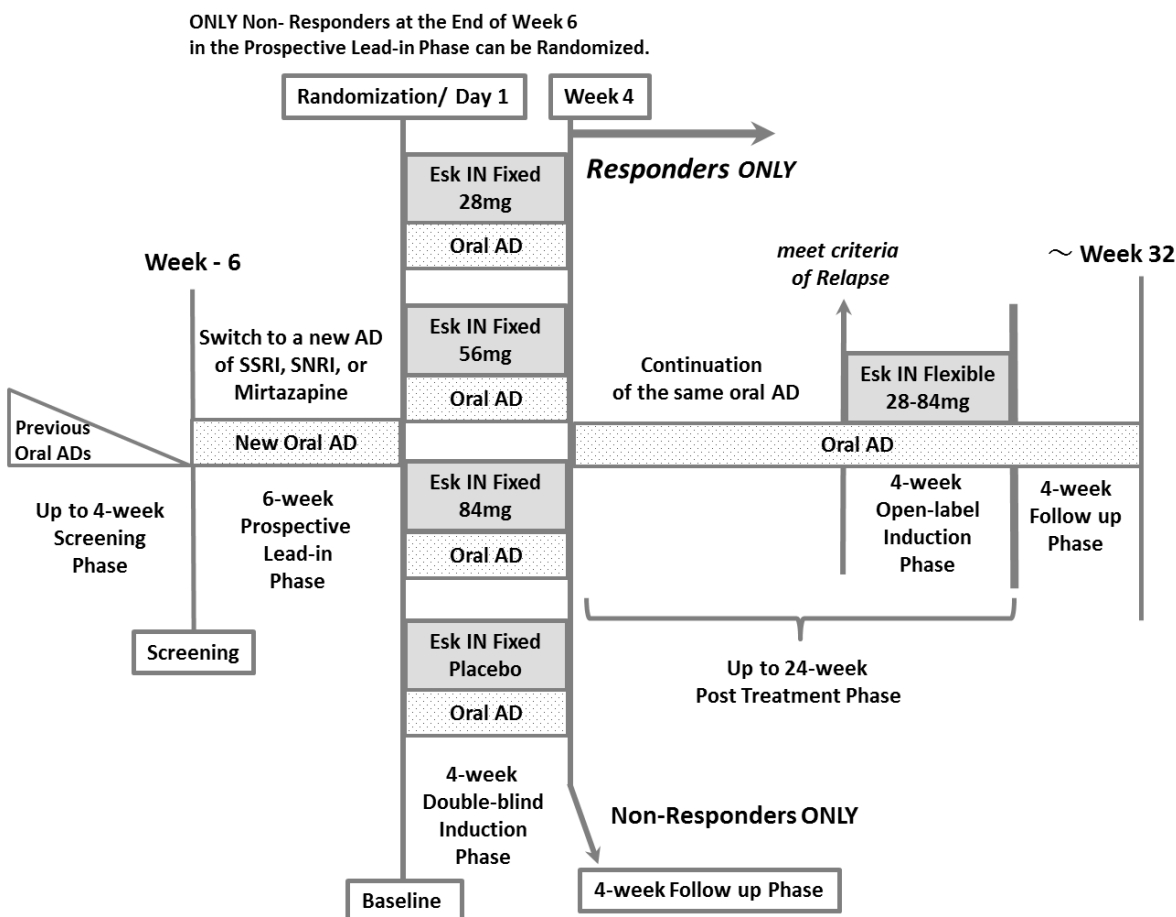 ONLY Non- Responders at the End of Week 6
in the Prospective Lead-in Phase can be Randomized.
Randomization/ Day 1
Week 4
Responders ONLY
Esk IN Fixed
28mg
Oral AD
Week - 6
meet criteria
of Relapse
~ Week 32
Switch to a new AD
of SSRI, SNRI, or
Mirtazapine
Esk IN Fixed
56mg
Oral AD
Continuation
of the same oral AD
Esk IN Flexible
28-84mg
Previous
Oral ADs
New Oral AD
Oral AD
Up to 4-week
Screening
Phase
6-week
Prospective
Lead-in
Phase
Esk IN Fixed
84mg
Oral AD
4-week
Open-label
Induction
Phase
4-week
Follow up
Phase
Screening
Esk IN Fixed
Placebo
Oral AD
Up to 24-week
Post Treatment Phase
4-week
Double-blind
Induction
Phase
Non-Responders ONLY
4-week Follow up Phase
Baseline